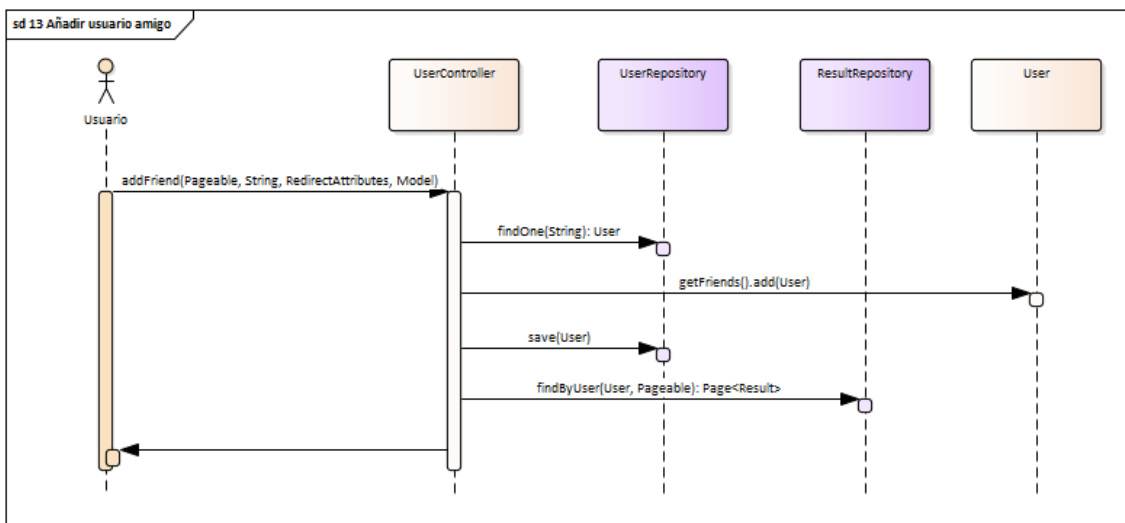 sd 13 Añadir usuario amigo
Usuario
UserController
UserRepository
ResultRepository
User
addFriend(Pageable, String, RedirectAttributes, Model)
findOne(String): User
getFriends().add(User)
save(User)
findByUser(User, Pageable): Page<Result>